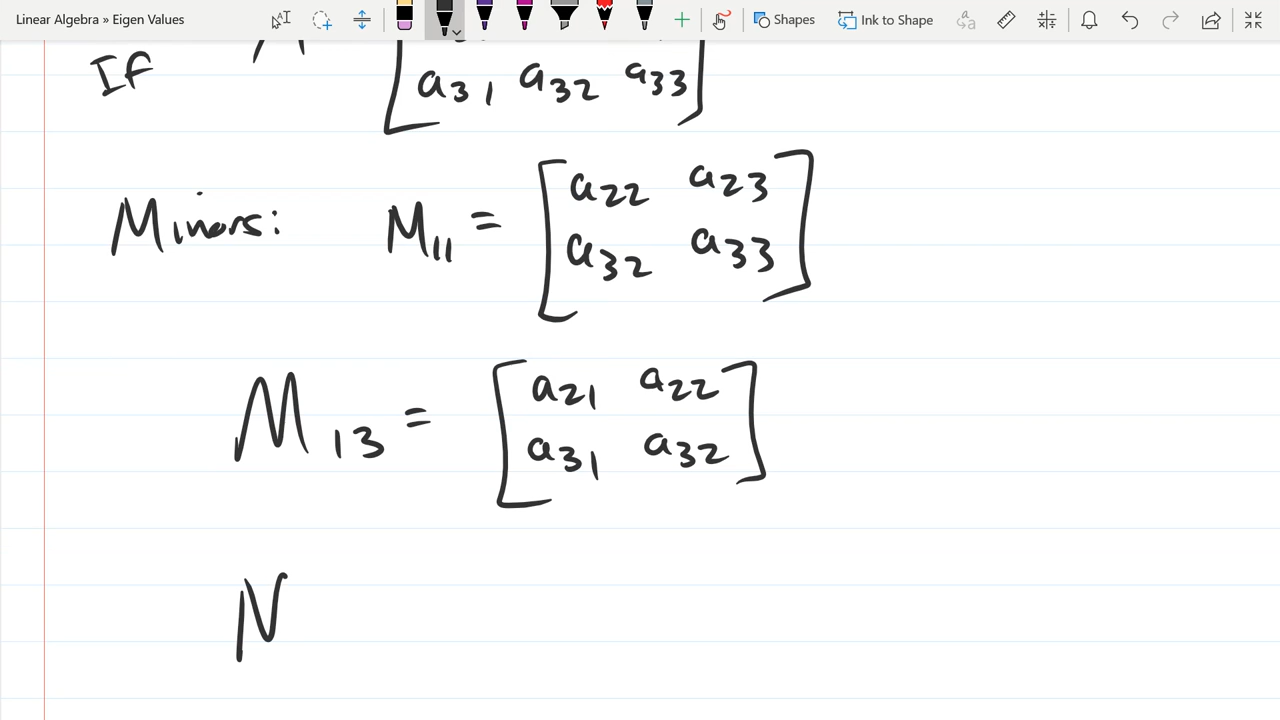 Linear Algebra » Eigen Values
Shapes
Ink to Shape
If
a31 a32 a33
Minors: M11 = [a22 a23
a32 a33]
M13 = [a21 a22
a31 a32]